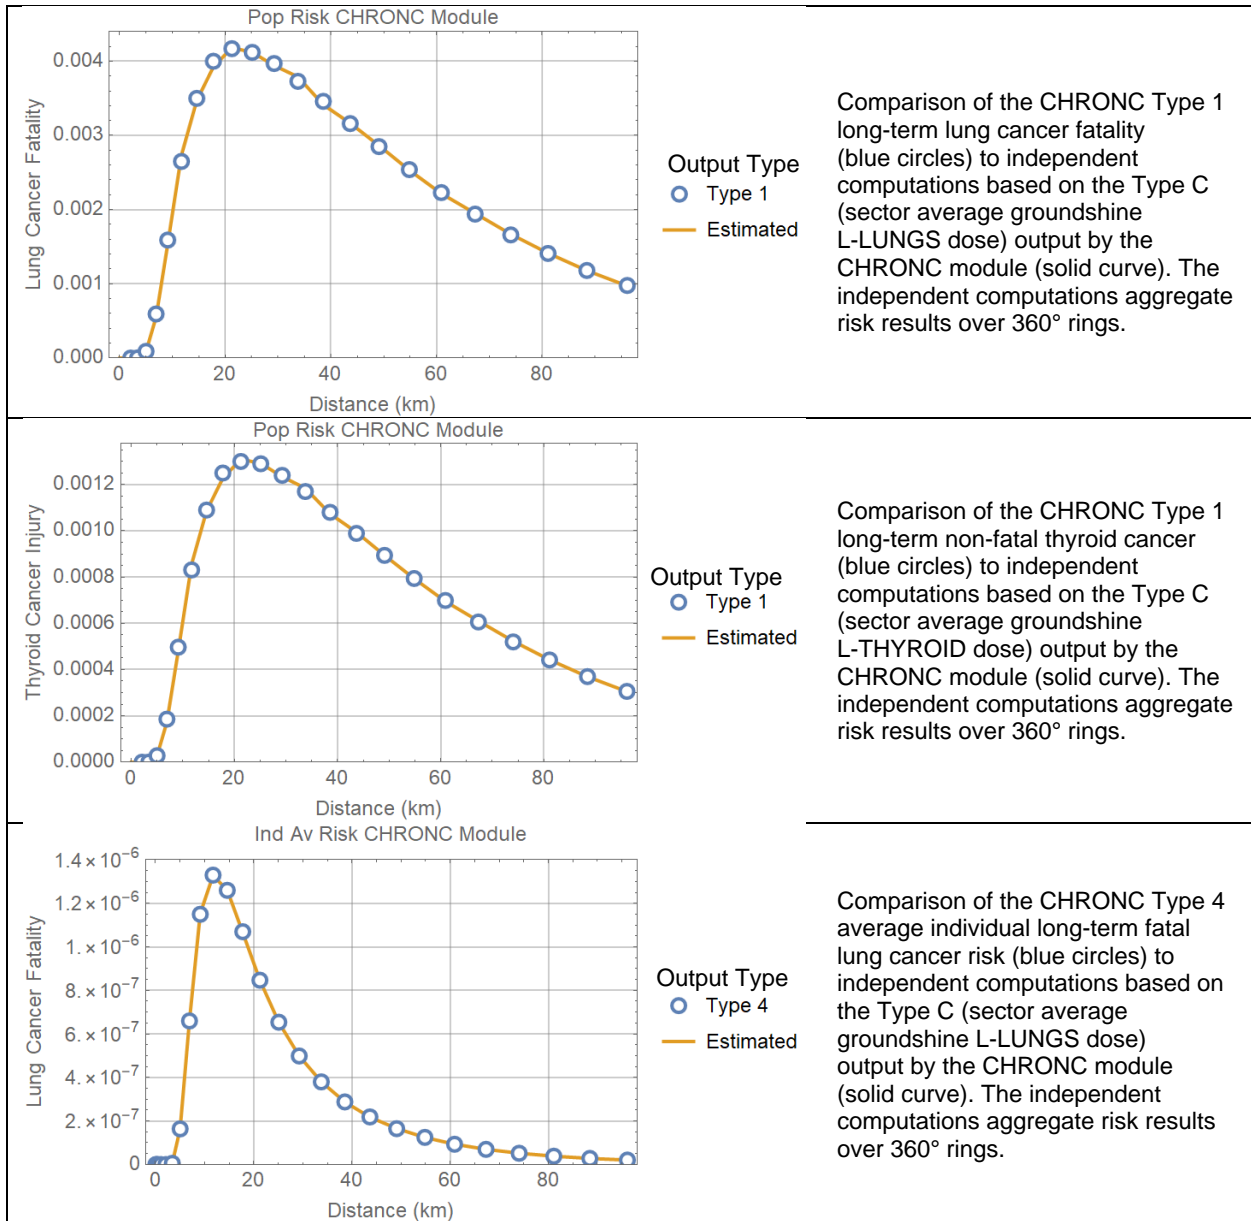 Pop Risk CHRONC Module
0.004
0.003
0.002
0.001
0.000
Lung Cancer Fatality
0 20 40 60 80
Distance (km)
Output Type
Type 1
Estimated
Comparison of the CHRONC Type 1
long-term lung cancer fatality
(blue circles) to independent
computations based on the Type C
(sector average groundshine
L-LUNGS dose) output by the
CHRONC module (solid curve). The
independent computations aggregate
risk results over 360° rings.
Pop Risk CHRONC Module
0.0012
0.0010
0.0008
0.0006
0.0004
0.0002
0.0000
Thyroid Cancer Injury
0 20 40 60 80
Distance (km)
Output Type
Type 1
Estimated
Comparison of the CHRONC Type 1
long-term non-fatal thyroid cancer
(blue circles) to independent
computations based on the Type C
(sector average groundshine
L-THYROID dose) output by the
CHRONC module (solid curve). The
independent computations aggregate
risk results over 360° rings.
Ind Av Risk CHRONC Module
1.4 × 10⁻⁶
1.2 × 10⁻⁶
1. × 10⁻⁶
8. × 10⁻⁷
6. × 10⁻⁷
4. × 10⁻⁷
2. × 10⁻⁷
0
Lung Cancer Fatality
0 20 40 60 80
Distance (km)
Output Type
Type 4
Estimated
Comparison of the CHRONC Type 4
average individual long-term fatal
lung cancer risk (blue circles) to
independent computations based on
the Type C (sector average
groundshine L-LUNGS dose)
output by the CHRONC module
(solid curve). The independent
computations aggregate risk results
over 360° rings.